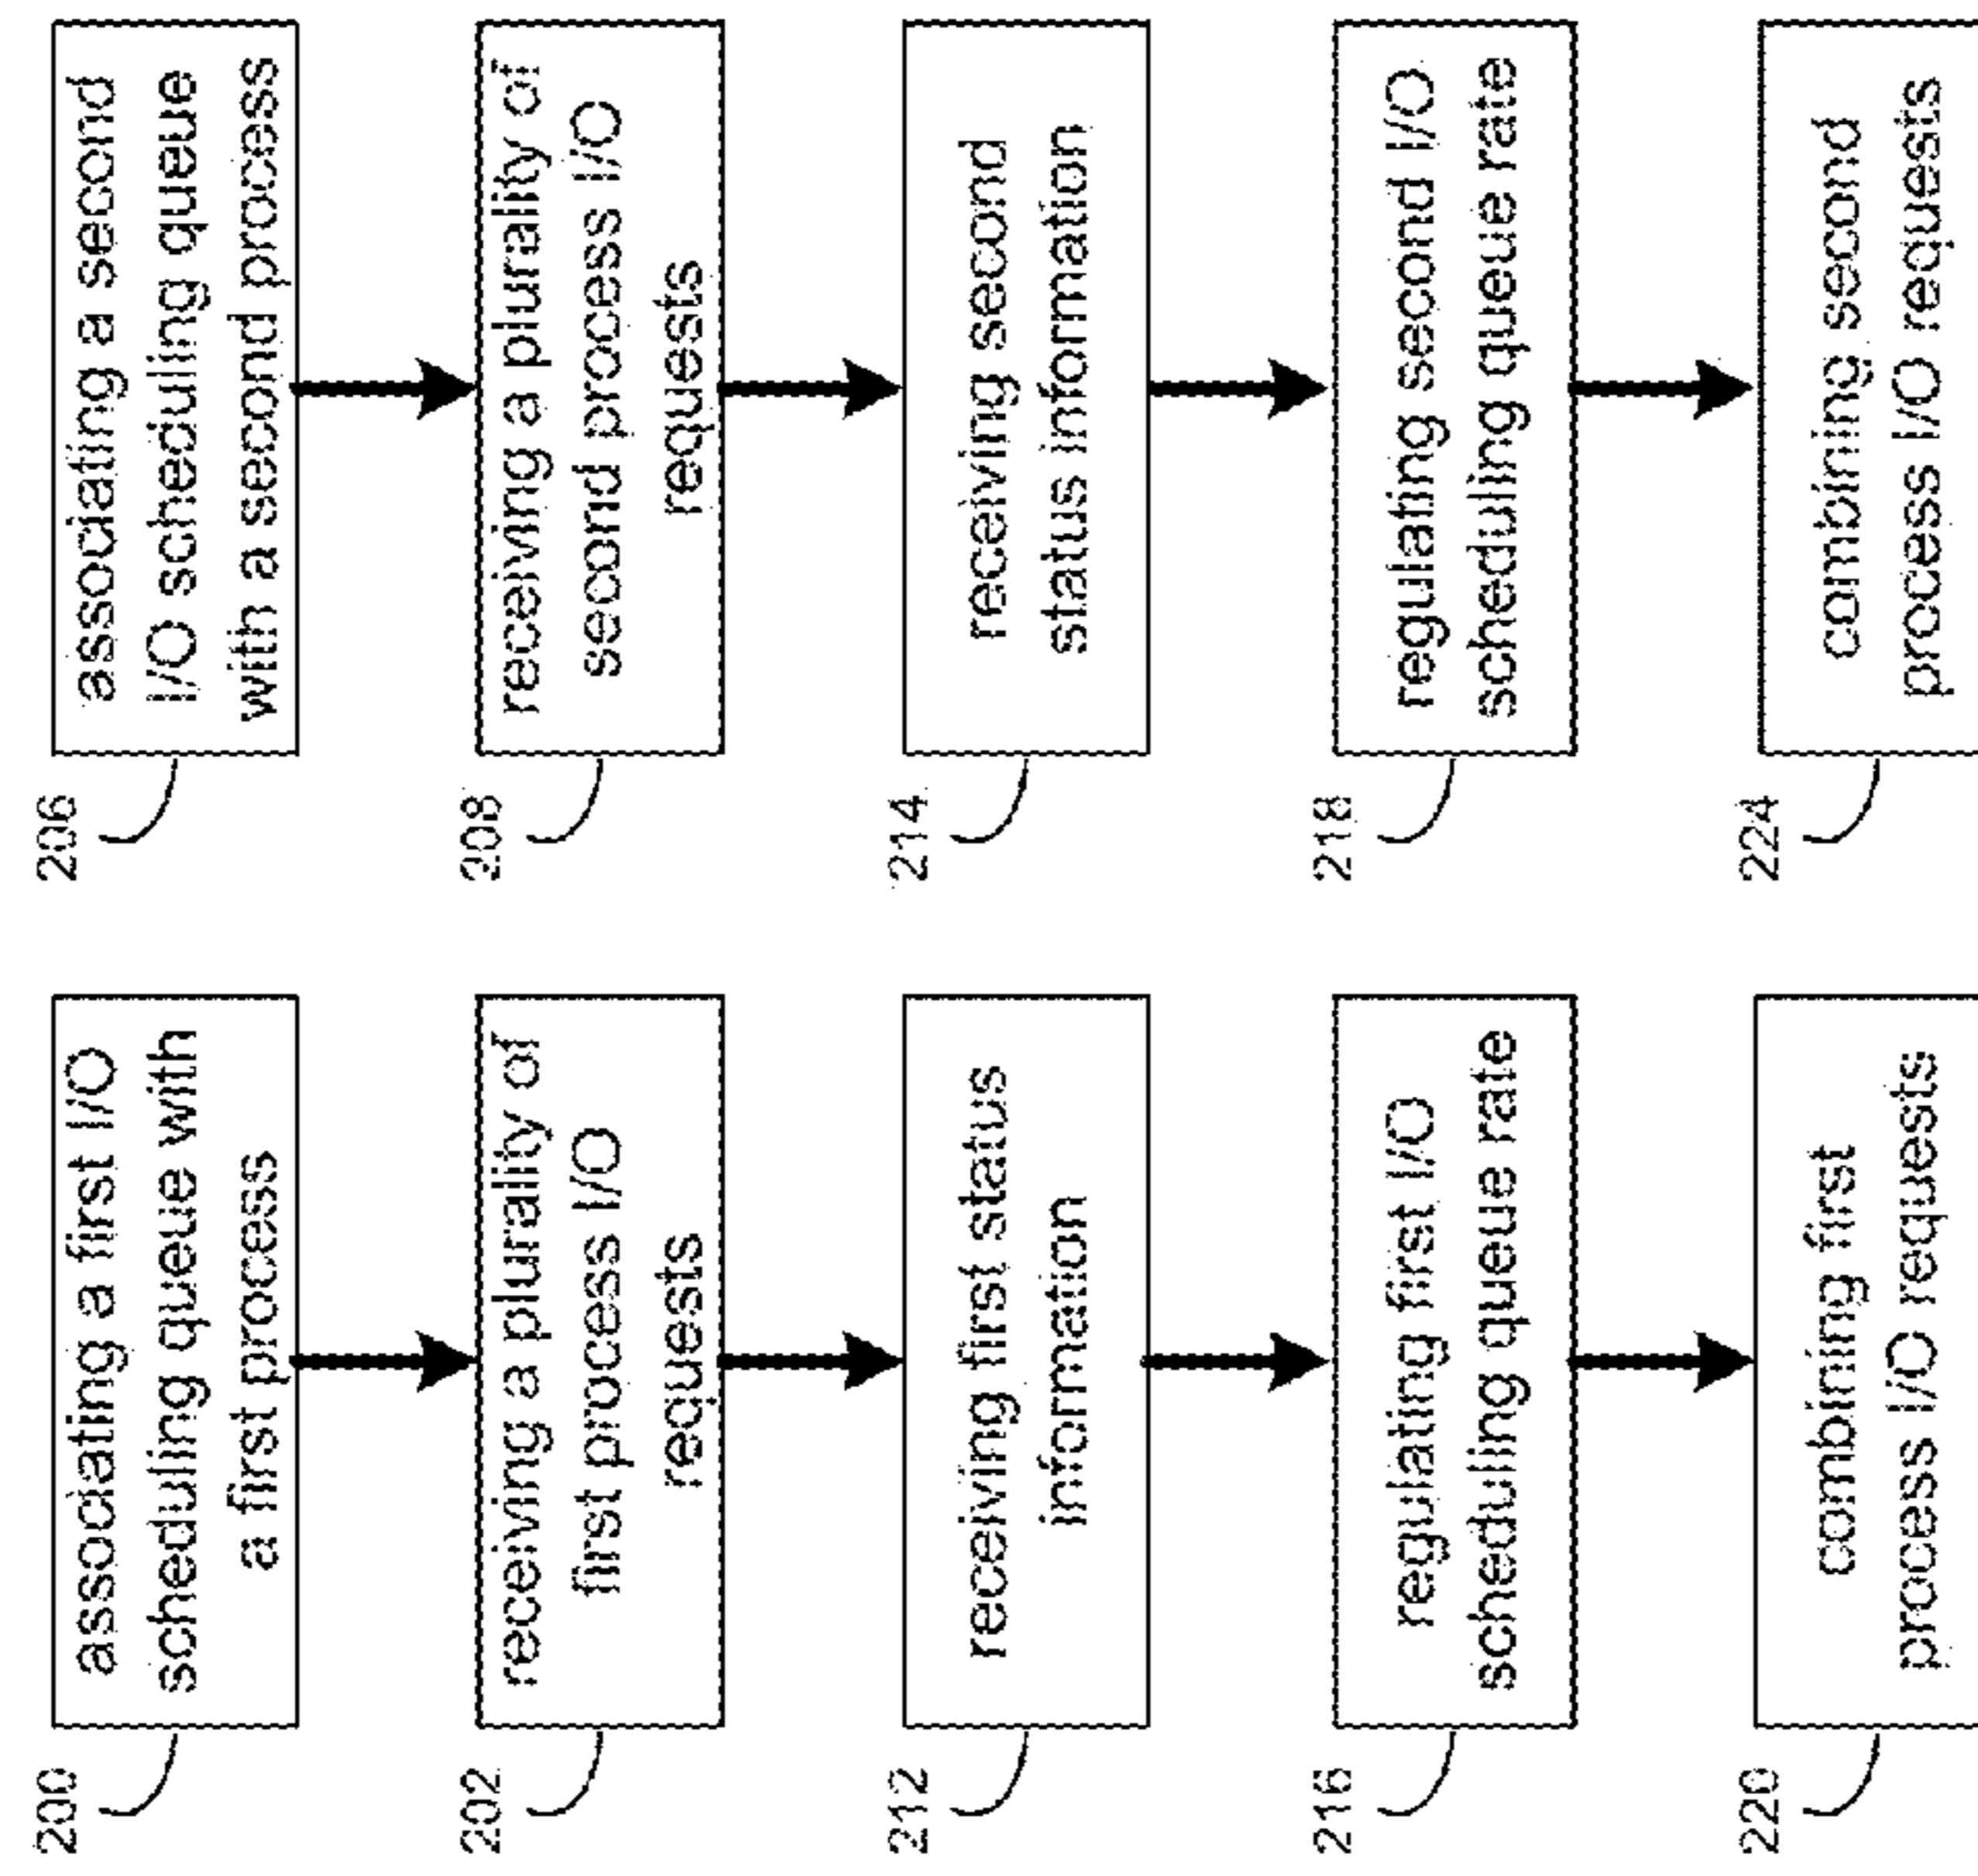 200
associating a first I/O
scheduling queue with
a first process
202
receiving a plurality of
first process I/O
requests
212
receiving first status
information
216
regulating first I/O
scheduling queue rate
220
combining first
process I/O requests
206
associating a second
I/O scheduling queue
with a second process
208
receiving a plurality of
second process I/O
requests
214
receiving second
status information
218
regulating second I/O
scheduling queue rate
224
combining second
process I/O requests